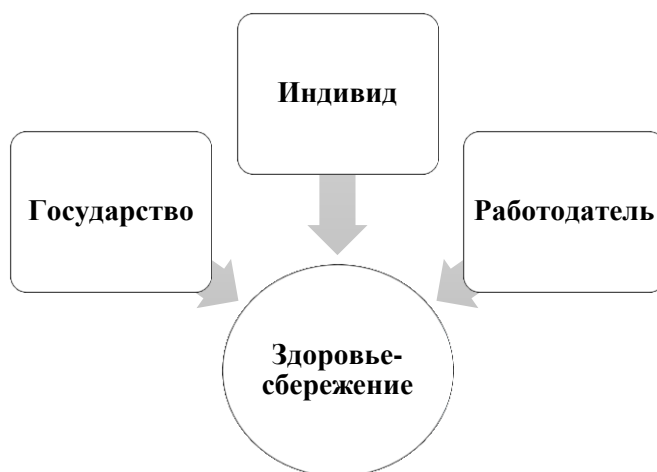 Индивид
Государство
Работодатель
Здоровье-
сбережение